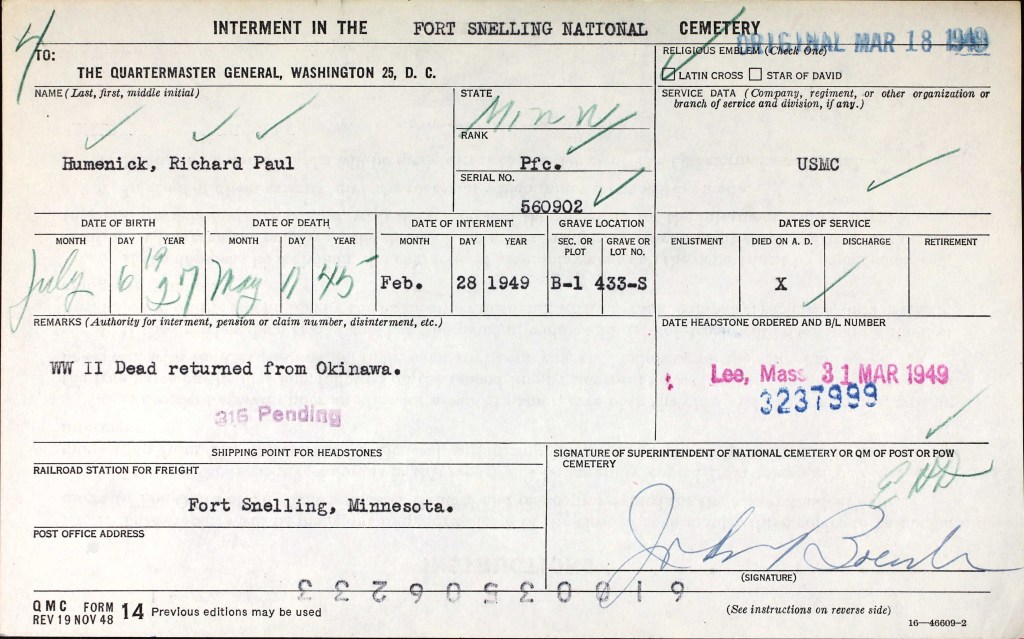 INTERMENT IN THE FORT SNELLING NATIONAL CEMETERY
4
ORIGINAL MAR 18 1949
TO:
THE QUARTERMASTER GENERAL, WASHINGTON 25, D. C.
RELIGIOUS EMBLEM (Check One)
LATIN CROSS STAR OF DAVID
NAME (Last, first, middle initial)
Humenick, Richard Paul
STATE
Minn
RANK
Pfc.
SERIAL NO.
560902
SERVICE DATA (Company, regiment, or other organization or
branch of service and division, if any.)
USMC
DATE OF BIRTH DATE OF DEATH DATE OF INTERMENT GRAVE LOCATION DATES OF SERVICE
MONTH DAY YEAR MONTH DAY YEAR MONTH DAY YEAR SEC. OR PLOT GRAVE OR LOT NO. ENLISTMENT DIED ON A. D. DISCHARGE RETIREMENT
July 6 1927 May 11 45 Feb. 28 1949 B-1 433-S X
REMARKS (Authority for interment, pension or claim number, disinterment, etc.)
WW II Dead returned from Okinawa.
316 Pending
DATE HEADSTONE ORDERED AND B/L NUMBER
Lee, Mass 31 MAR 1949
3237999
SHIPPING POINT FOR HEADSTONES
RAILROAD STATION FOR FREIGHT
Fort Snelling, Minnesota.
POST OFFICE ADDRESS
SIGNATURE OF SUPERINTENDENT OF NATIONAL CEMETERY OR QM OF POST OR POW
CEMETERY
(SIGNATURE)
QMC FORM 14 Previous editions may be used
REV 19 NOV 48
(See instructions on reverse side)
16—46609-2